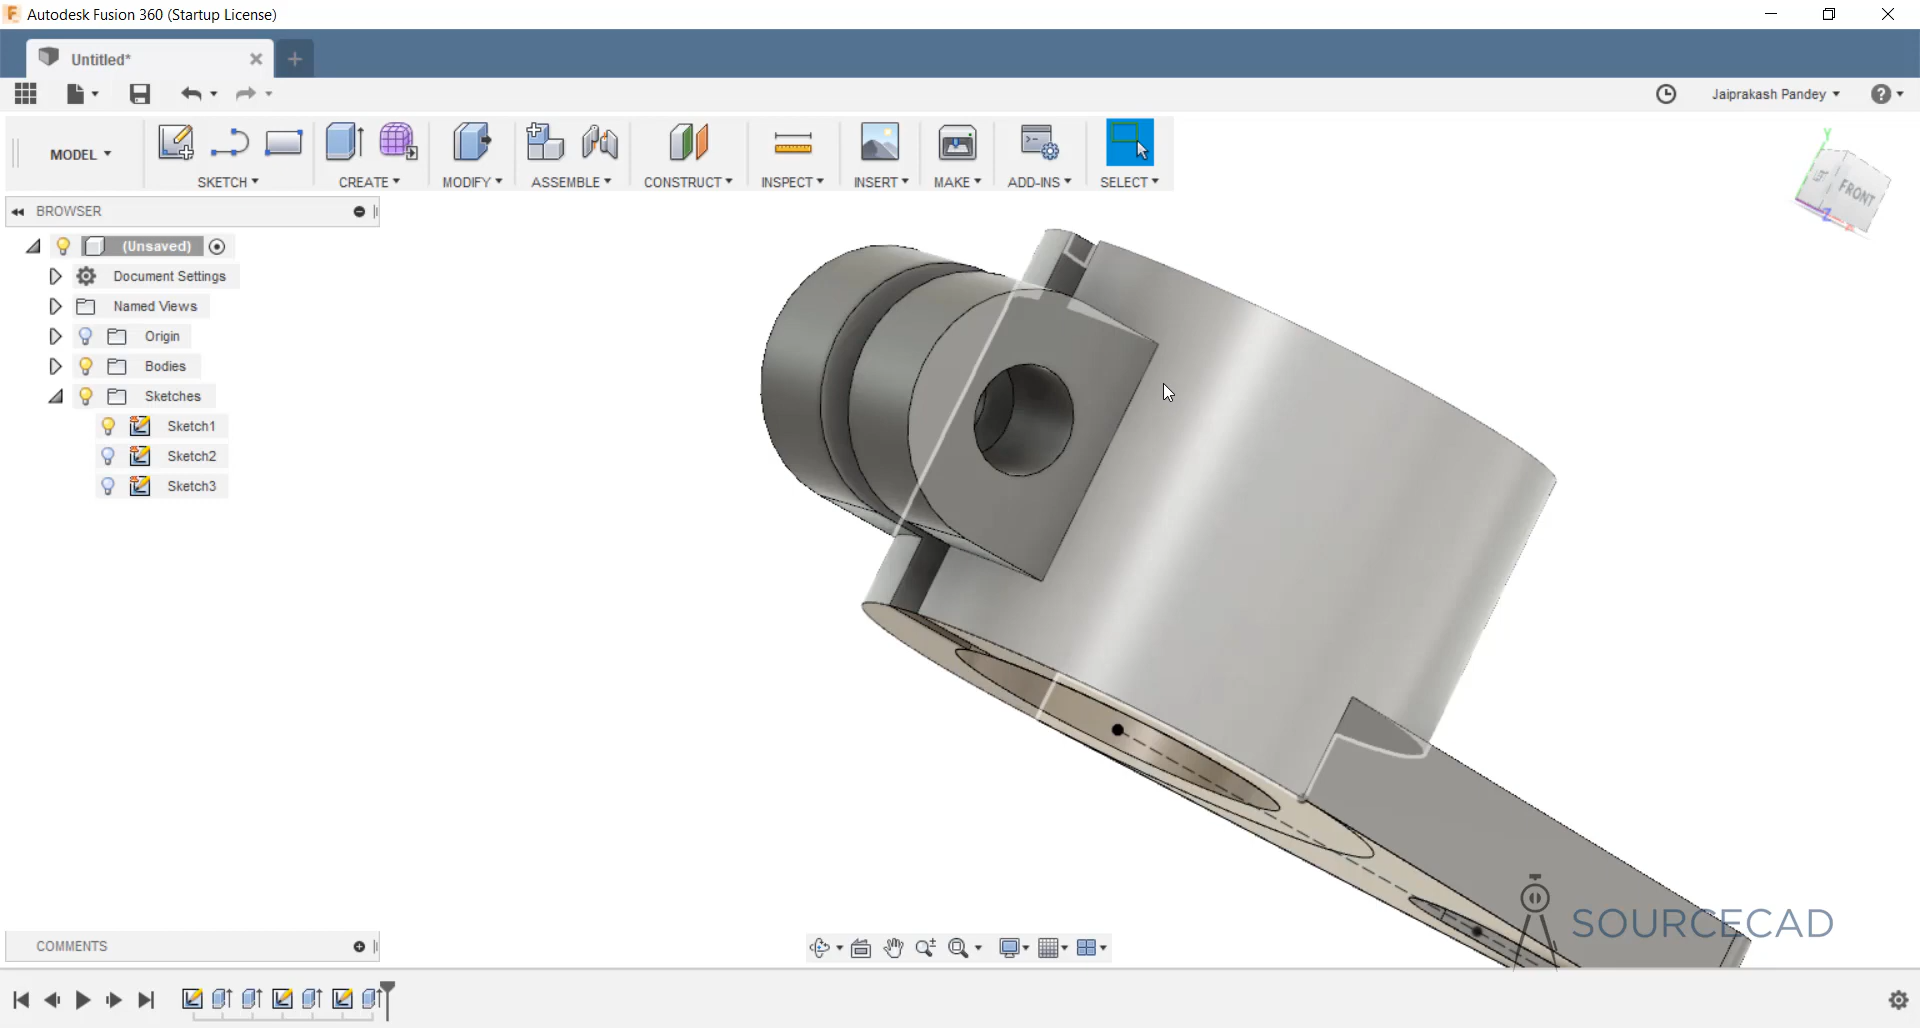 Autodesk Fusion 360 (Startup License)
Untitled*
Jaiprakash Pandey
MODEL
SKETCH
CREATE
MODIFY
ASSEMBLE
CONSTRUCT
INSPECT
INSERT
MAKE
ADD-INS
SELECT
Y
FRONT
Z
BROWSER
(Unsaved)
Document Settings
Named Views
Origin
Bodies
Sketches
Sketch1
Sketch2
Sketch3
SOURCECAD
COMMENTS